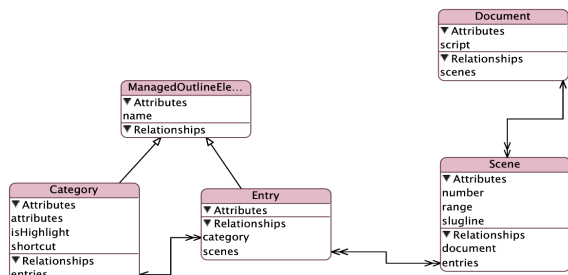 Document
▼ Attributes
script
▼ Relationships
scenes
ManagedOutlineEle...
▼ Attributes
name
▼ Relationships
Category
▼ Attributes
attributes
isHighlight
shortcut
▼ Relationships
entries
Entry
▼ Attributes
▼ Relationships
category
scenes
Scene
▼ Attributes
number
range
slugline
▼ Relationships
document
entries